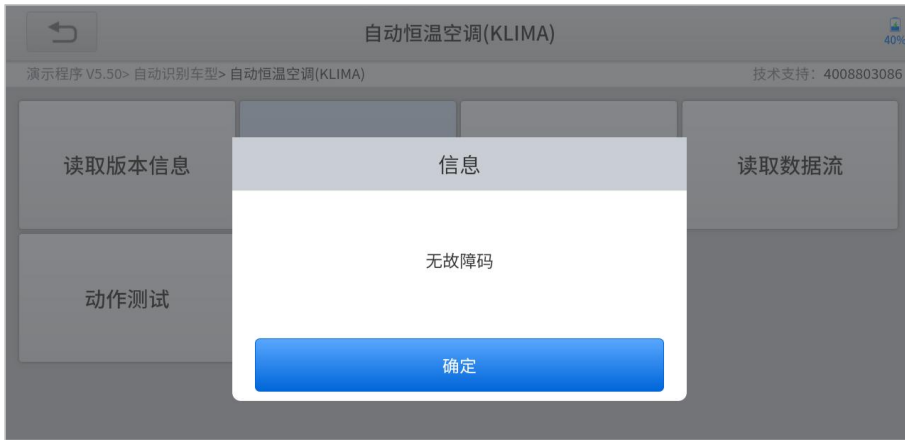 自动恒温空调(KLIMA)
40%
演示程序 V5.50> 自动识别车型> 自动恒温空调(KLIMA)
技术支持：4008803086
读取版本信息
信息
读取数据流
无故障码
动作测试
确定